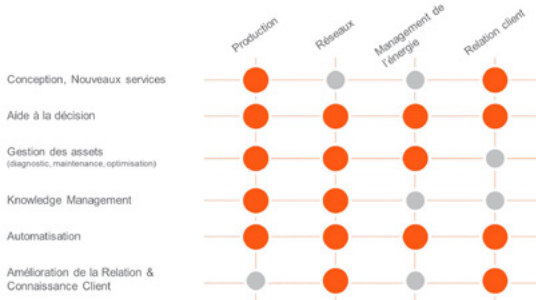 Production
Réseaux
Management de
l'énergie
Relation client
Conception, Nouveaux services
Aide à la décision
Gestion des assets
(diagnostic, maintenance, optimisation)
Knowledge Management
Automatisation
Amélioration de la Relation &
Connaissance Client